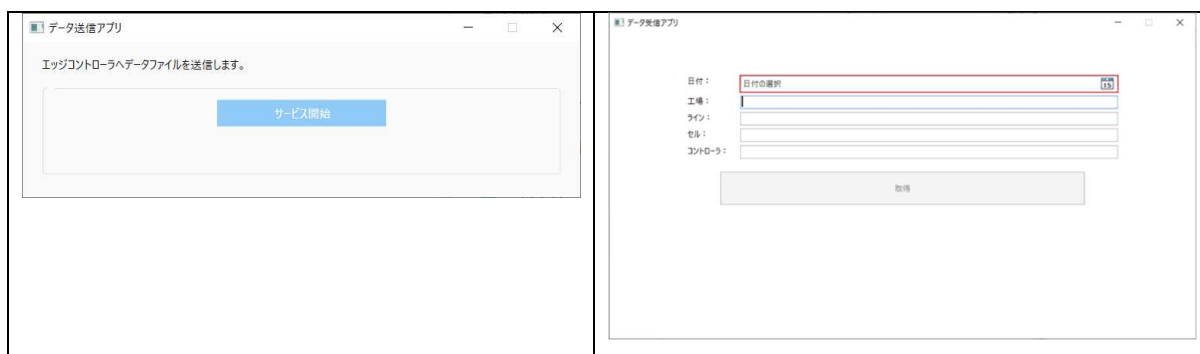 データ送信アプリ
エッジコントローラへデータファイルを送信します。
サービス開始
データ受信アプリ
日付：
日付の選択
15
工場：
ライン：
セル：
コントローラ：
取得